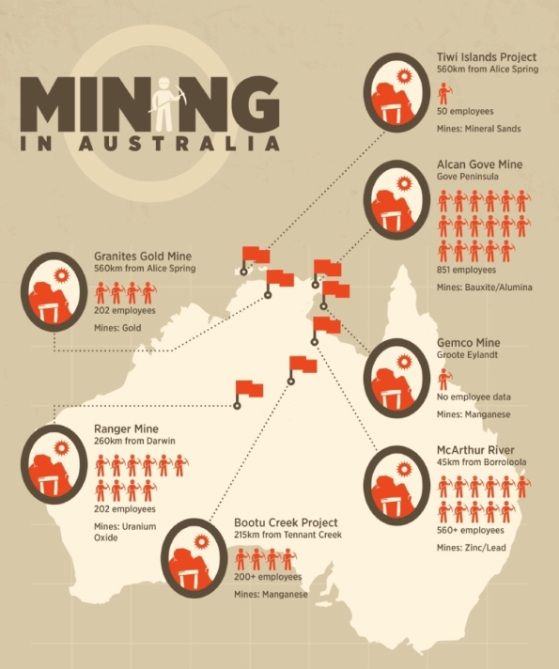 MINING
IN AUSTRALIA
Tiwi Islands Project
560km from Alice Spring
50 employees
Mines: Mineral Sands
Alcan Gove Mine
Gove Peninsula
851 employees
Mines: Bauxite/Alumina
Granites Gold Mine
560km from Alice Spring
202 employees
Mines: Gold
Gemco Mine
Groote Eylandt
No employee data
Mines: Manganese
Ranger Mine
260km from Darwin
202 employees
Mines: Uranium
Oxide
McArthur River
45km from Borroloola
560+ employees
Mines: Zinc/Lead
Bootu Creek Project
215km from Tennant Creek
200+ employees
Mines: Manganese